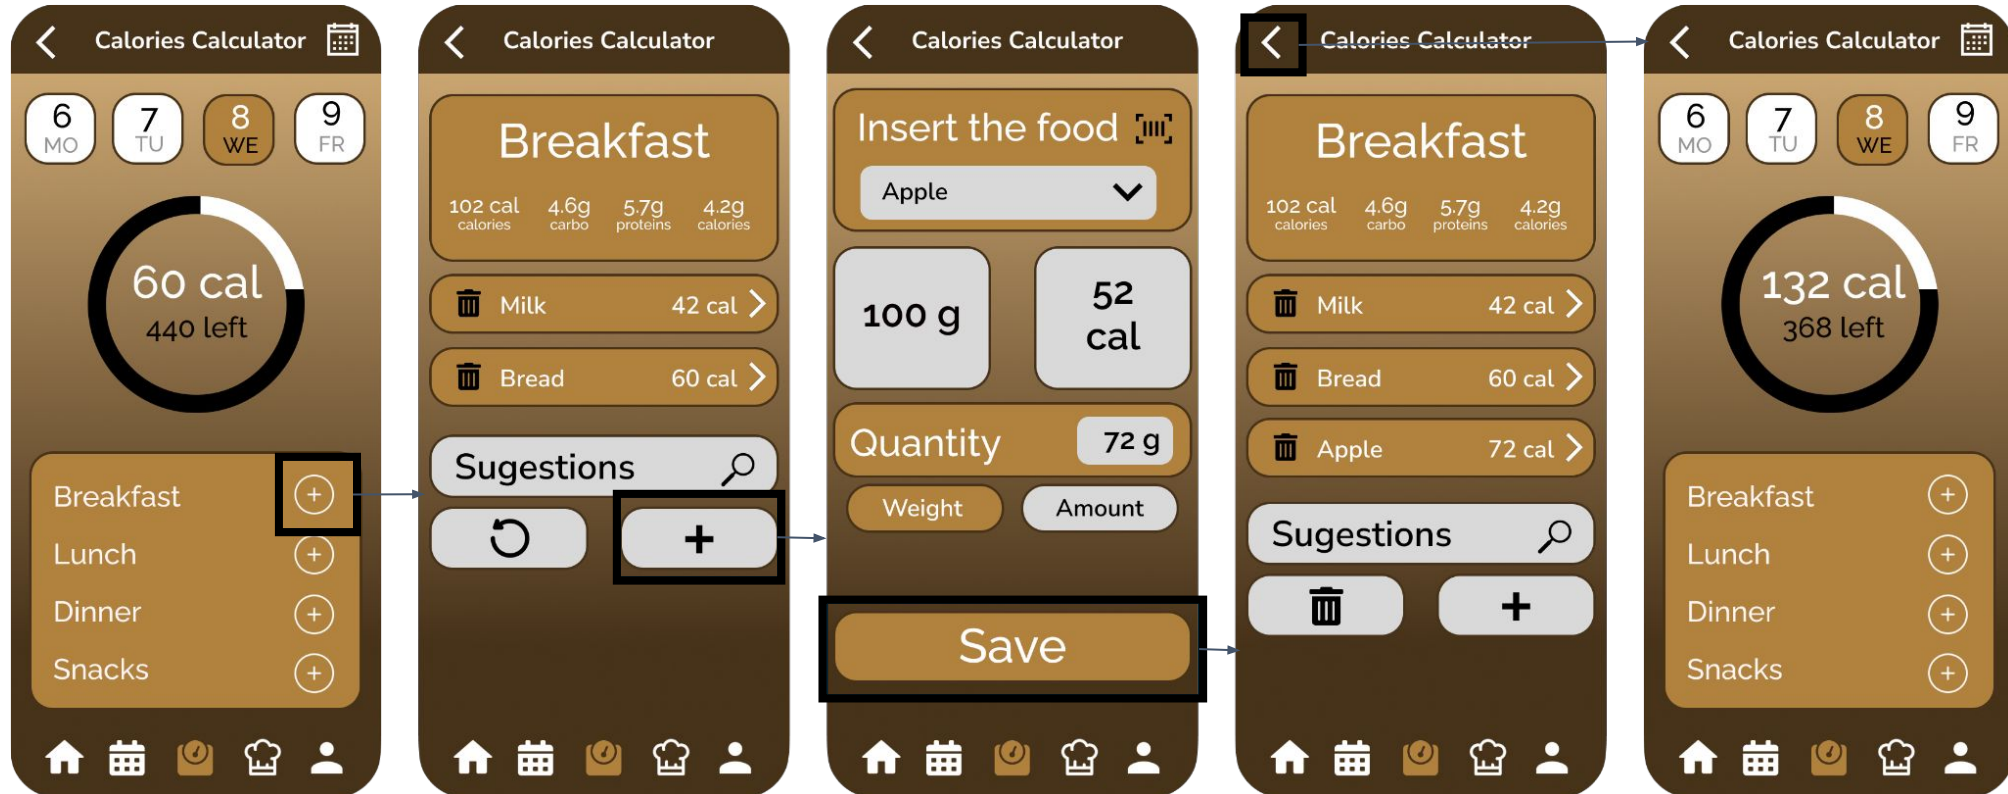 Calories Calculator
6 7 8 9
MO TU WE FR
60 cal
440 left
Breakfast
Lunch
Dinner
Snacks
Calories Calculator
Breakfast
102 cal 4.6g 5.7g 4.2g
calories carbo proteins calories
Milk 42 cal
Bread 60 cal
Sugestions
+
Calories Calculator
Insert the food
Apple
100 g
52
cal
Quantity 72 g
Weight Amount
Save
Calories Calculator
Breakfast
102 cal 4.6g 5.7g 4.2g
calories carbo proteins calories
Milk 42 cal
Bread 60 cal
Apple 72 cal
Sugestions
+
Calories Calculator
6 7 8 9
MO TU WE FR
132 cal
368 left
Breakfast
Lunch
Dinner
Snacks